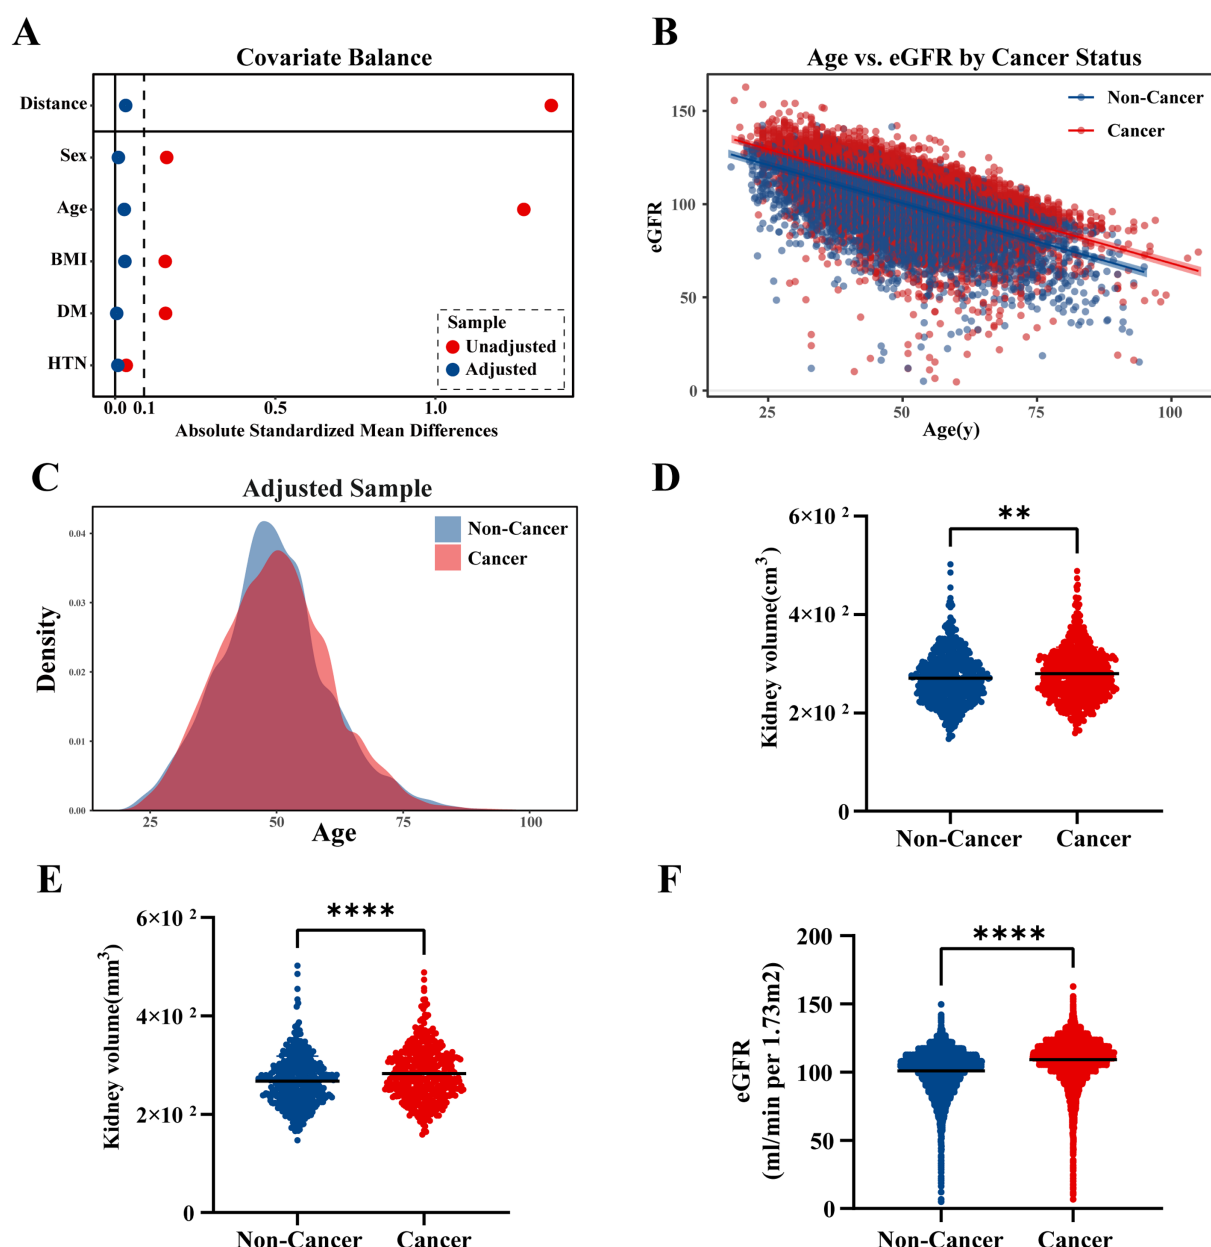 A
Covariate Balance
Distance
Sex
Age
BMI
DM
HTN
Sample
Unadjusted
Adjusted
0.0 0.1 0.5 1.0
Absolute Standardized Mean Differences
B
Age vs. eGFR by Cancer Status
Non-Cancer
Cancer
150
100
50
0
eGFR
25 50 75 100
Age(y)
C
Adjusted Sample
Non-Cancer
Cancer
0.04
0.03
0.02
0.01
0.00
Density
25 50 75 100
Age
D
**
6×10 2
4×10 2
2×10 2
0
Kidney volume(cm3)
Non-Cancer Cancer
E
****
6×10 2
4×10 2
2×10 2
0
Kidney volume(mm3)
Non-Cancer Cancer
F
****
200
150
100
50
0
eGFR
(ml/min per 1.73m2)
Non-Cancer Cancer